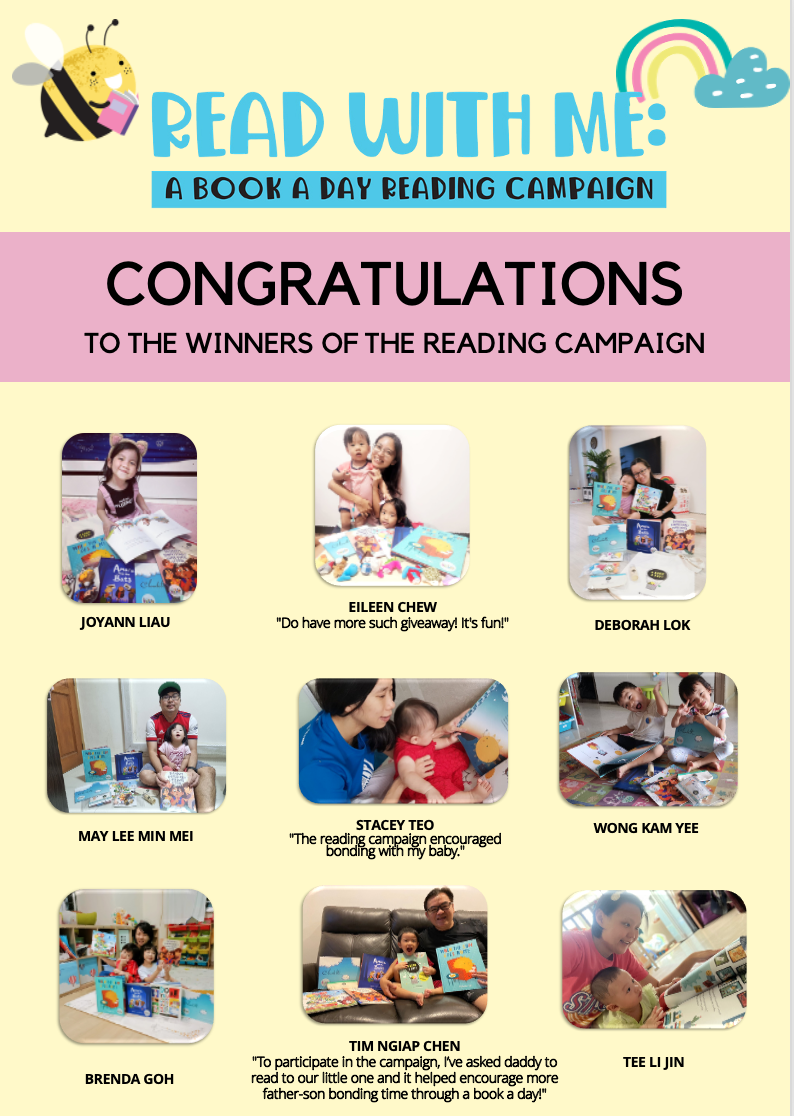 READ WITH ME:
A BOOK A DAY READING CAMPAIGN
CONGRATULATIONS
TO THE WINNERS OF THE READING CAMPAIGN
JOYANN LIAU
EILEEN CHEW
"Do have more such giveaway! It's fun!"
DEBORAH LOK
MAY LEE MIN MEI
STACEY TEO
"The reading campaign encouraged
bonding with my baby."
WONG KAM YEE
BRENDA GOH
TIM NGIAP CHEN
"To participate in the campaign, I've asked daddy to
read to our little one and it helped encourage more
father-son bonding time through a book a day!"
TEE LI JIN